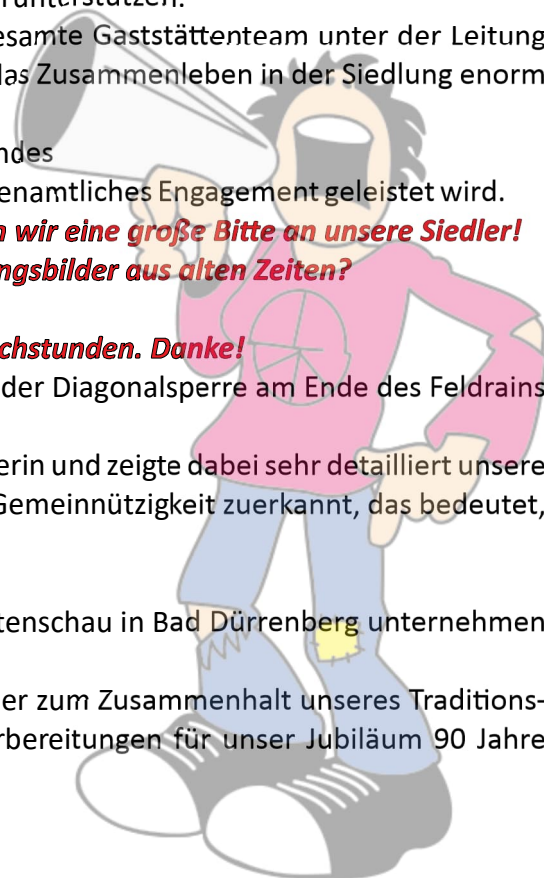 unterstützen.
esamte Gaststättenteam unter der Leitung
las Zusammenleben in der Siedlung enorm
ndes
enamtliches Engagement geleistet wird.
n wir eine große Bitte an unsere Siedler!
ngsbilder aus alten Zeiten?
chstunden. Danke!
der Diagonalsperre am Ende des Feldrains
erin und zeigte dabei sehr detailliert unsere
Gemeinnützigkeit zuerkannt, das bedeutet,
tenschau in Bad Dürrenberg unternehmen
er zum Zusammenhalt unseres Traditions-
rbereitungen für unser Jubiläum 90 Jahre